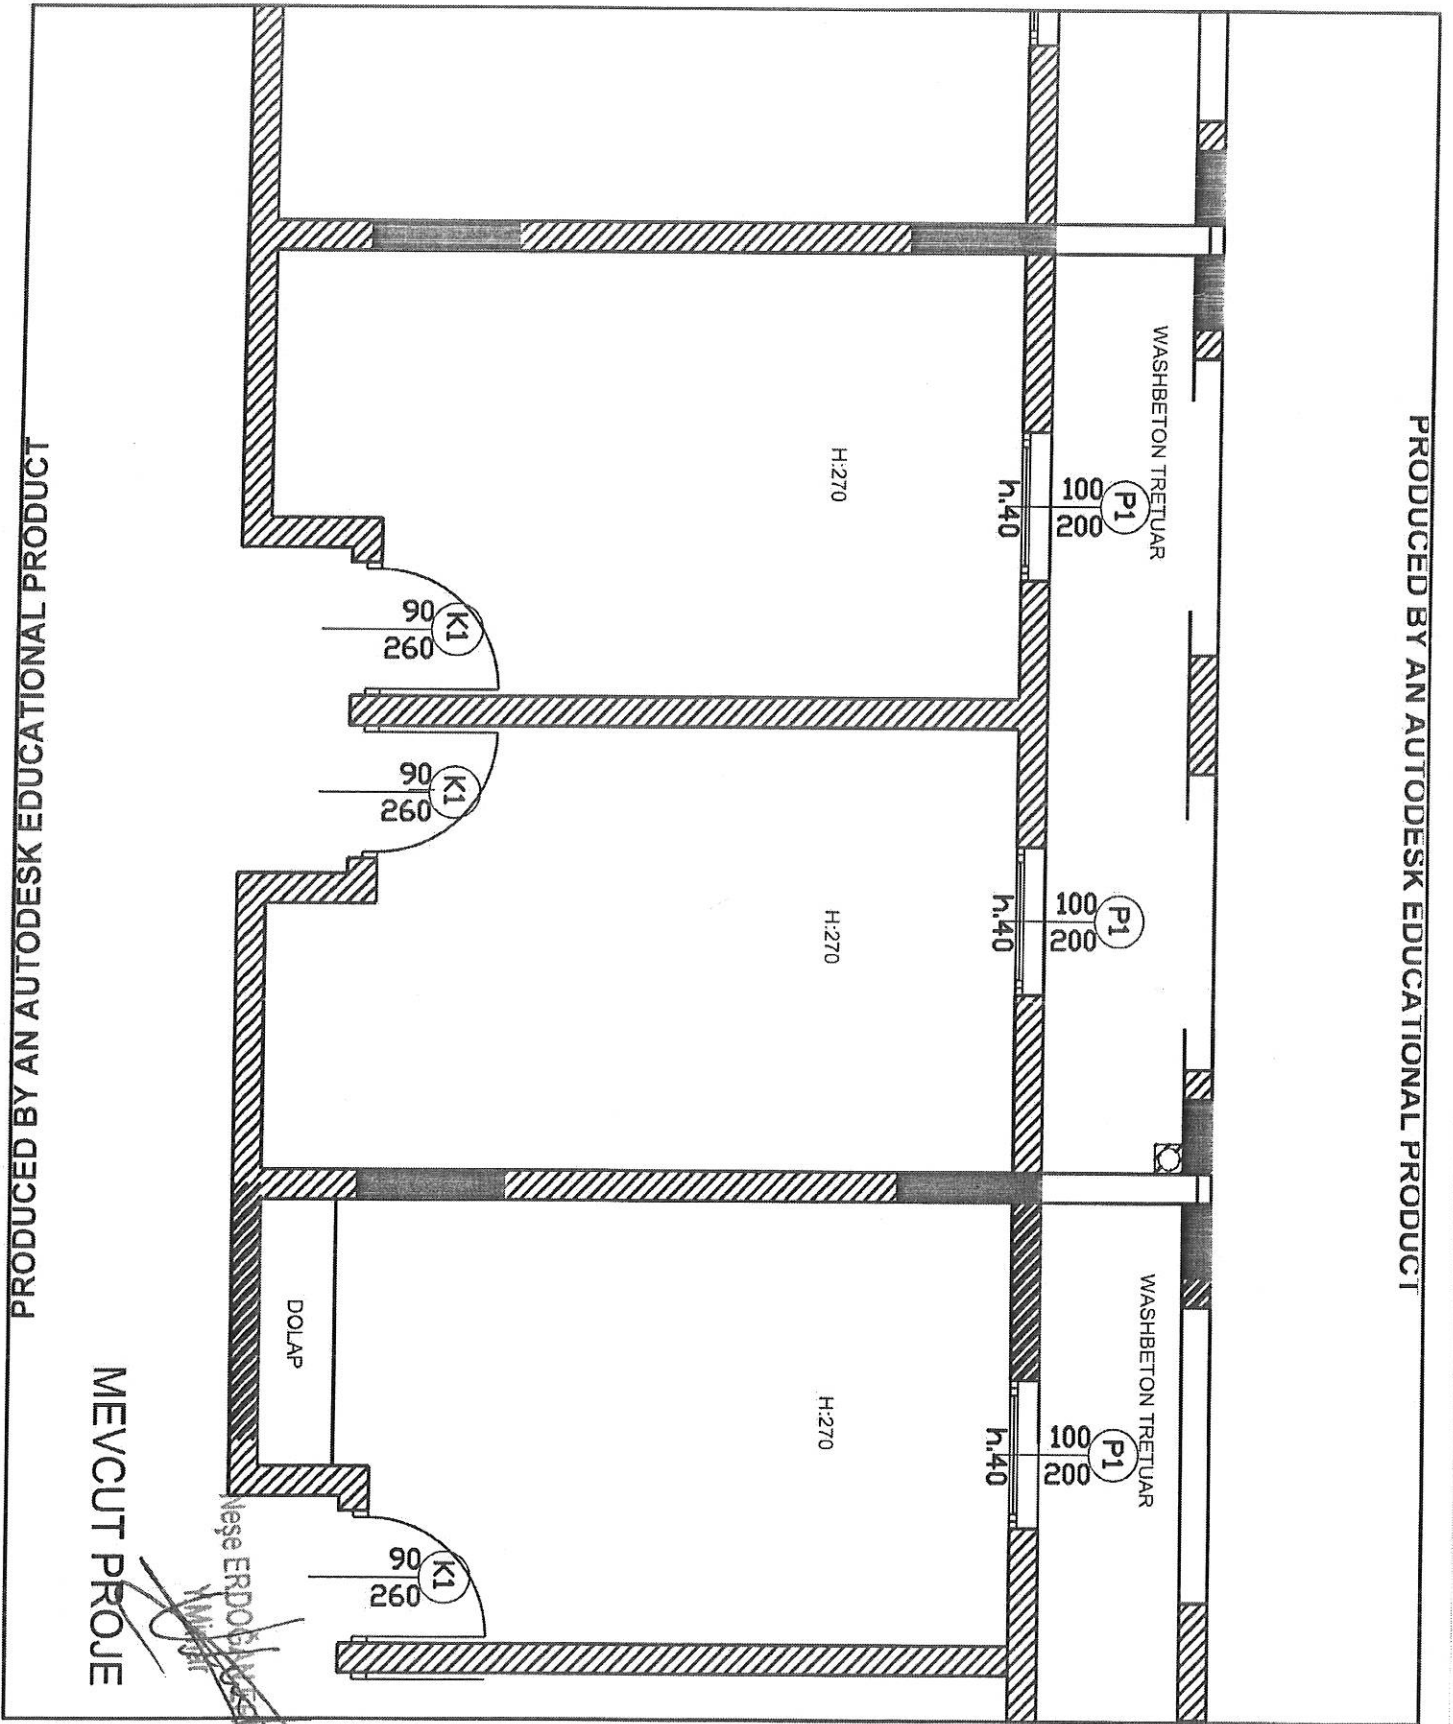 PRODUCED BY AN AUTODESK EDUCATIONAL PRODUCT
WASHBETON TRETUAR
P1
100
200
h.40
H:270
K1
90
260
P1
100
200
h.40
H:270
K1
90
260
WASHBETON TRETUAR
P1
100
200
h.40
H:270
DOLAP
K1
90
260
MEVCUT PROJE
Neşe
Y.Mimar
PRODUCED BY AN AUTODESK EDUCATIONAL PRODUCT